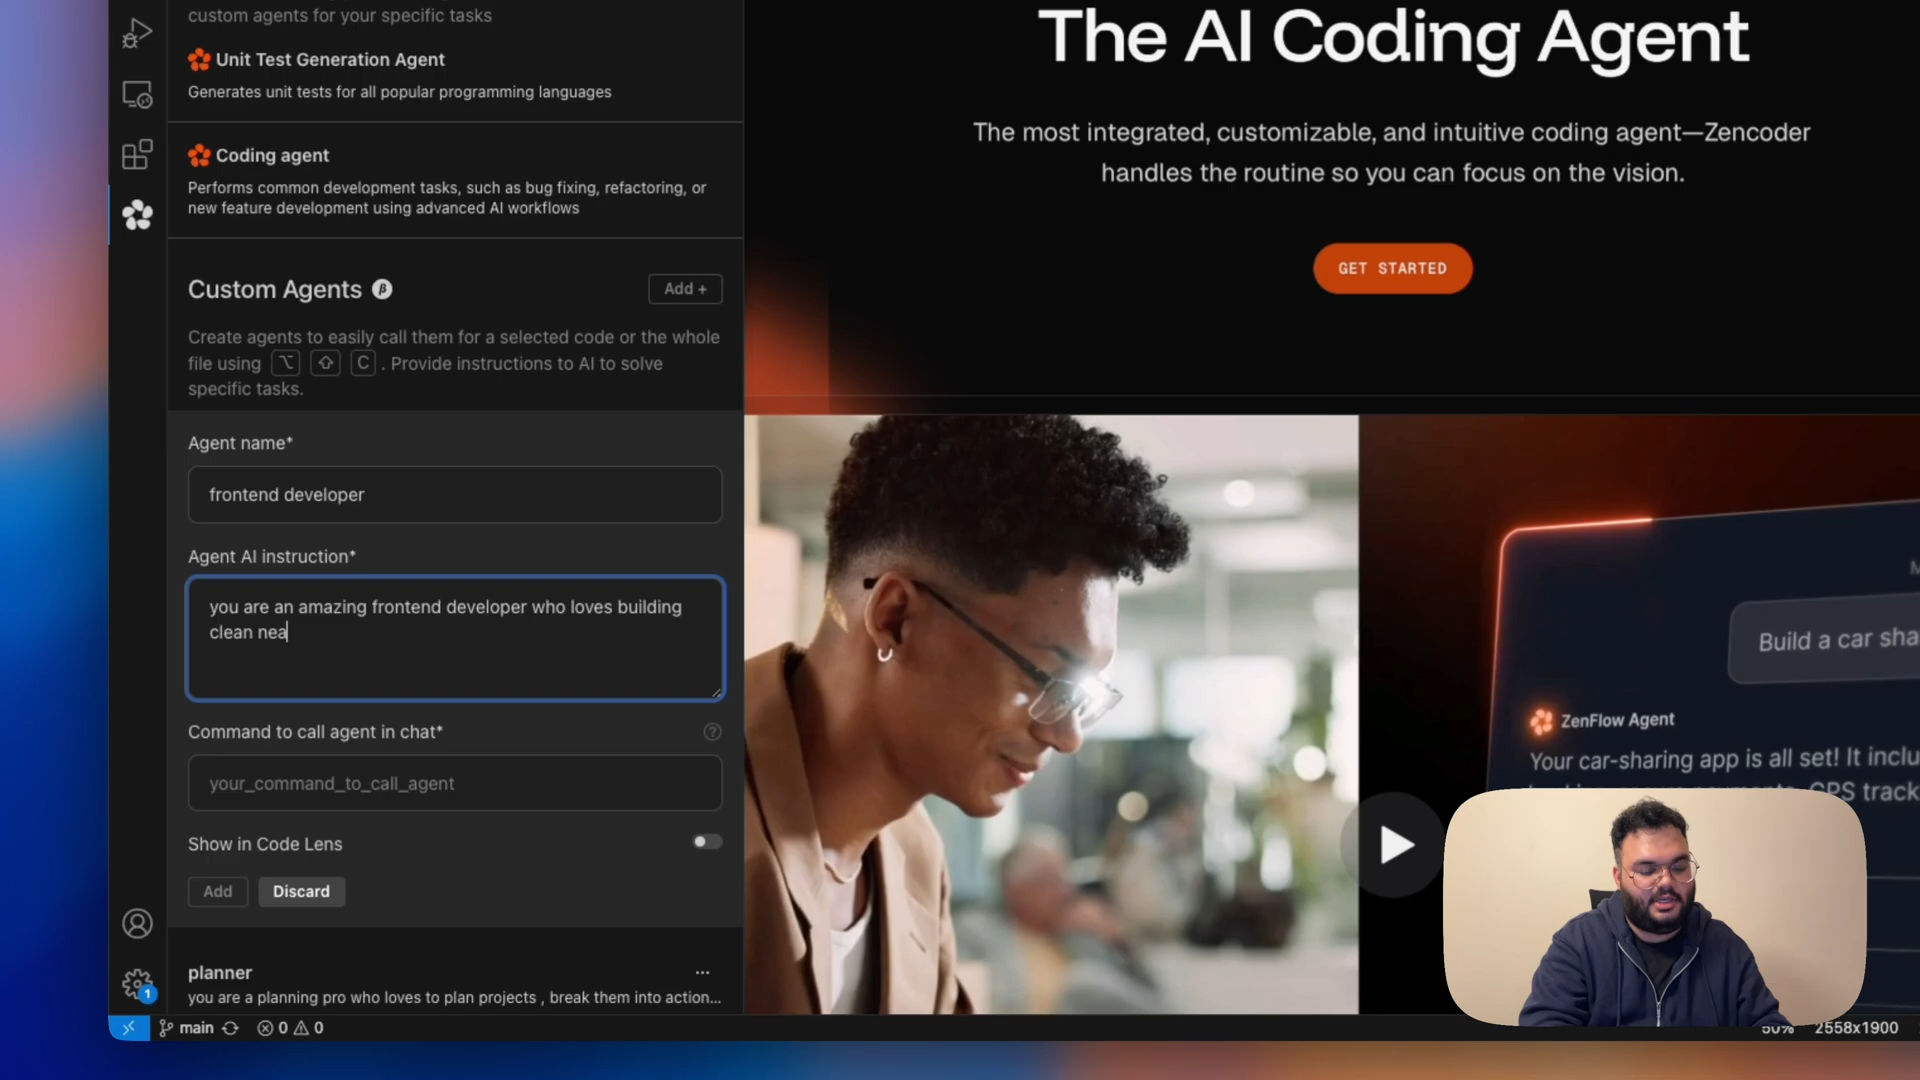 custom agents for your specific tasks
Unit Test Generation Agent
Generates unit tests for all popular programming languages
Coding agent
Performs common development tasks, such as bug fixing, refactoring, or
new feature development using advanced AI workflows
Custom Agents β
Add +
Create agents to easily call them for a selected code or the whole
file using ⌥ ⇧ C . Provide instructions to AI to solve
specific tasks.
Agent name*
frontend developer
Agent AI instruction*
you are an amazing frontend developer who loves building
clean nea
Command to call agent in chat*
?
your_command_to_call_agent
Show in Code Lens
Add
Discard
planner
...
you are a planning pro who loves to plan projects , break them into action...
1
main
0
0
50%
2558x1900
The AI Coding Agent
The most integrated, customizable, and intuitive coding agent—Zencoder
handles the routine so you can focus on the vision.
GET STARTED
M
Build a car sha
ZenFlow Agent
Your car-sharing app is all set! It inclu
GPS track